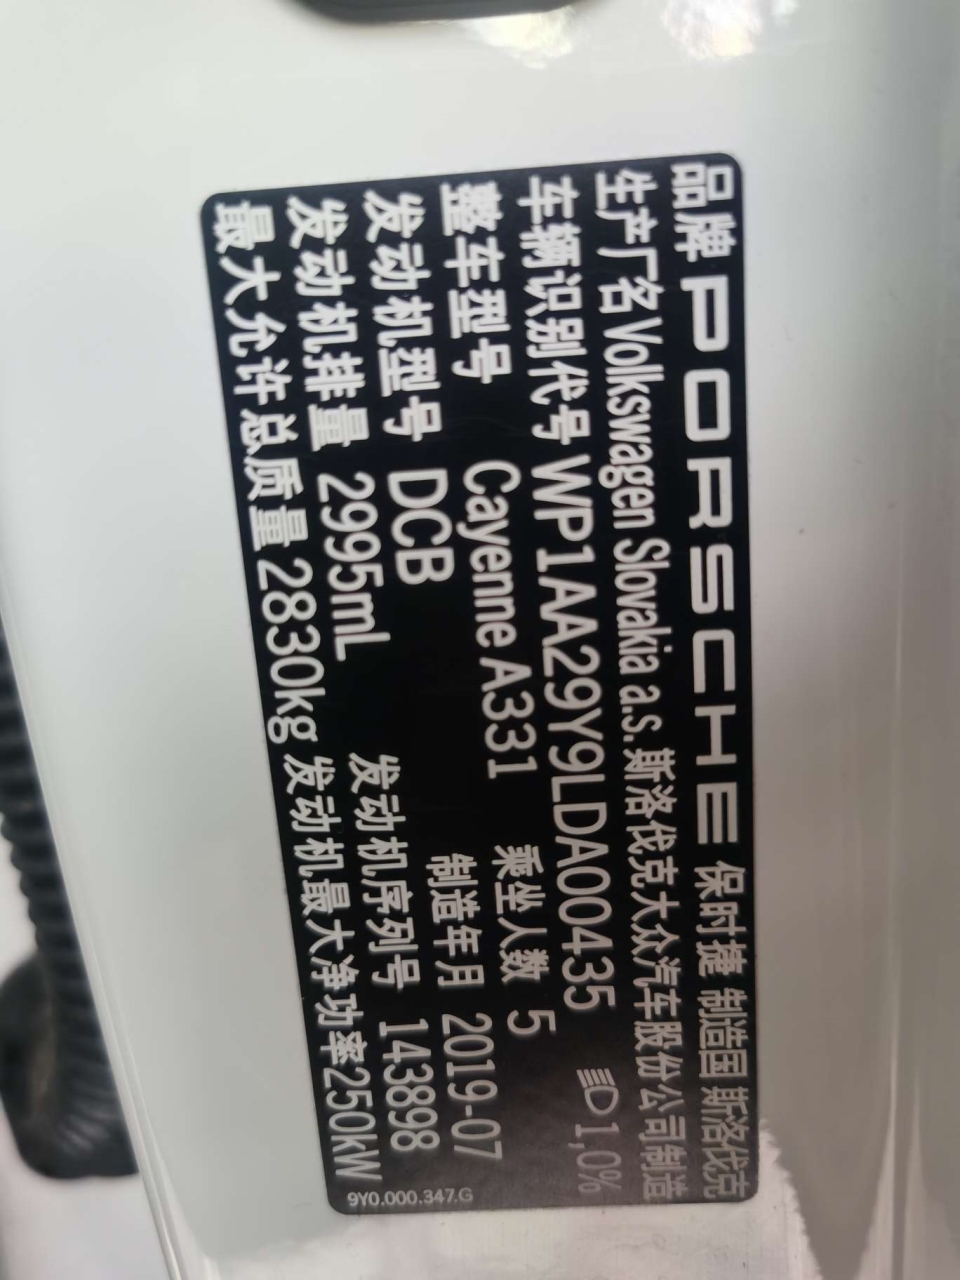 品牌 PORSCHE 保时捷 制造国 斯洛伐克
生产厂名 Volkswagen Slovakia a.s. 斯洛伐克大众汽车股份公司制造
车辆识别代号 WP1AA29Y9LDA00435 1,0%
整车型号 Cayenne A331 乘坐人数 5
发动机型号 DCB 制造年月 2019-07
发动机排量 2995mL 发动机序列号 143898
最大允许总质量 2830kg 发动机最大净功率 250kW
9Y0.000.347.G